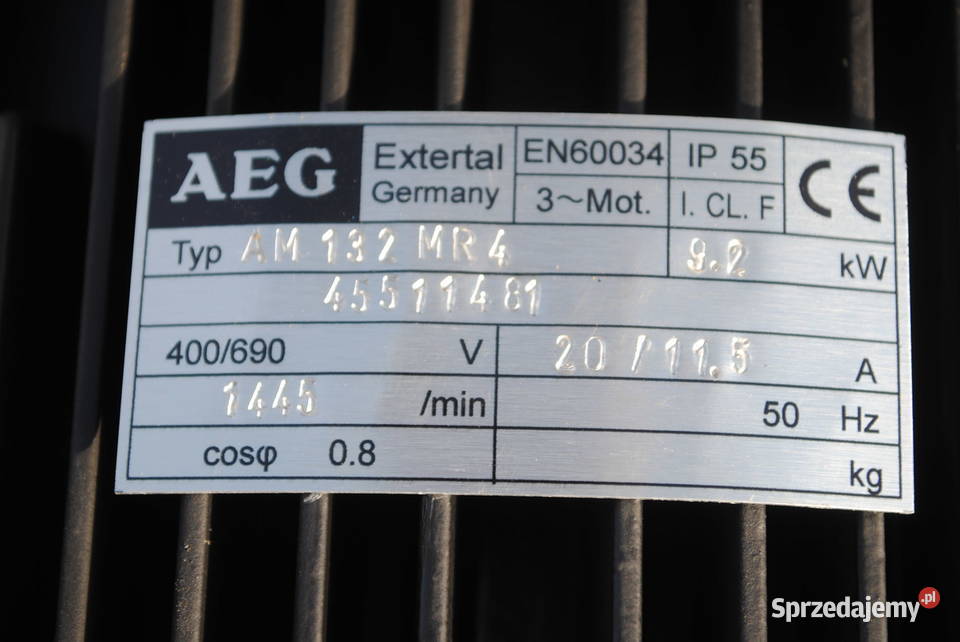 AEG Extertal Germany EN60034 IP 55 CE
3~Mot. I. CL. F
Typ AM 132 MR4 9.2 kW
45511481
400/690 V 20/11,5 A
1445 /min 50 Hz
cosφ 0.8 kg
Sprzedajemy.pl